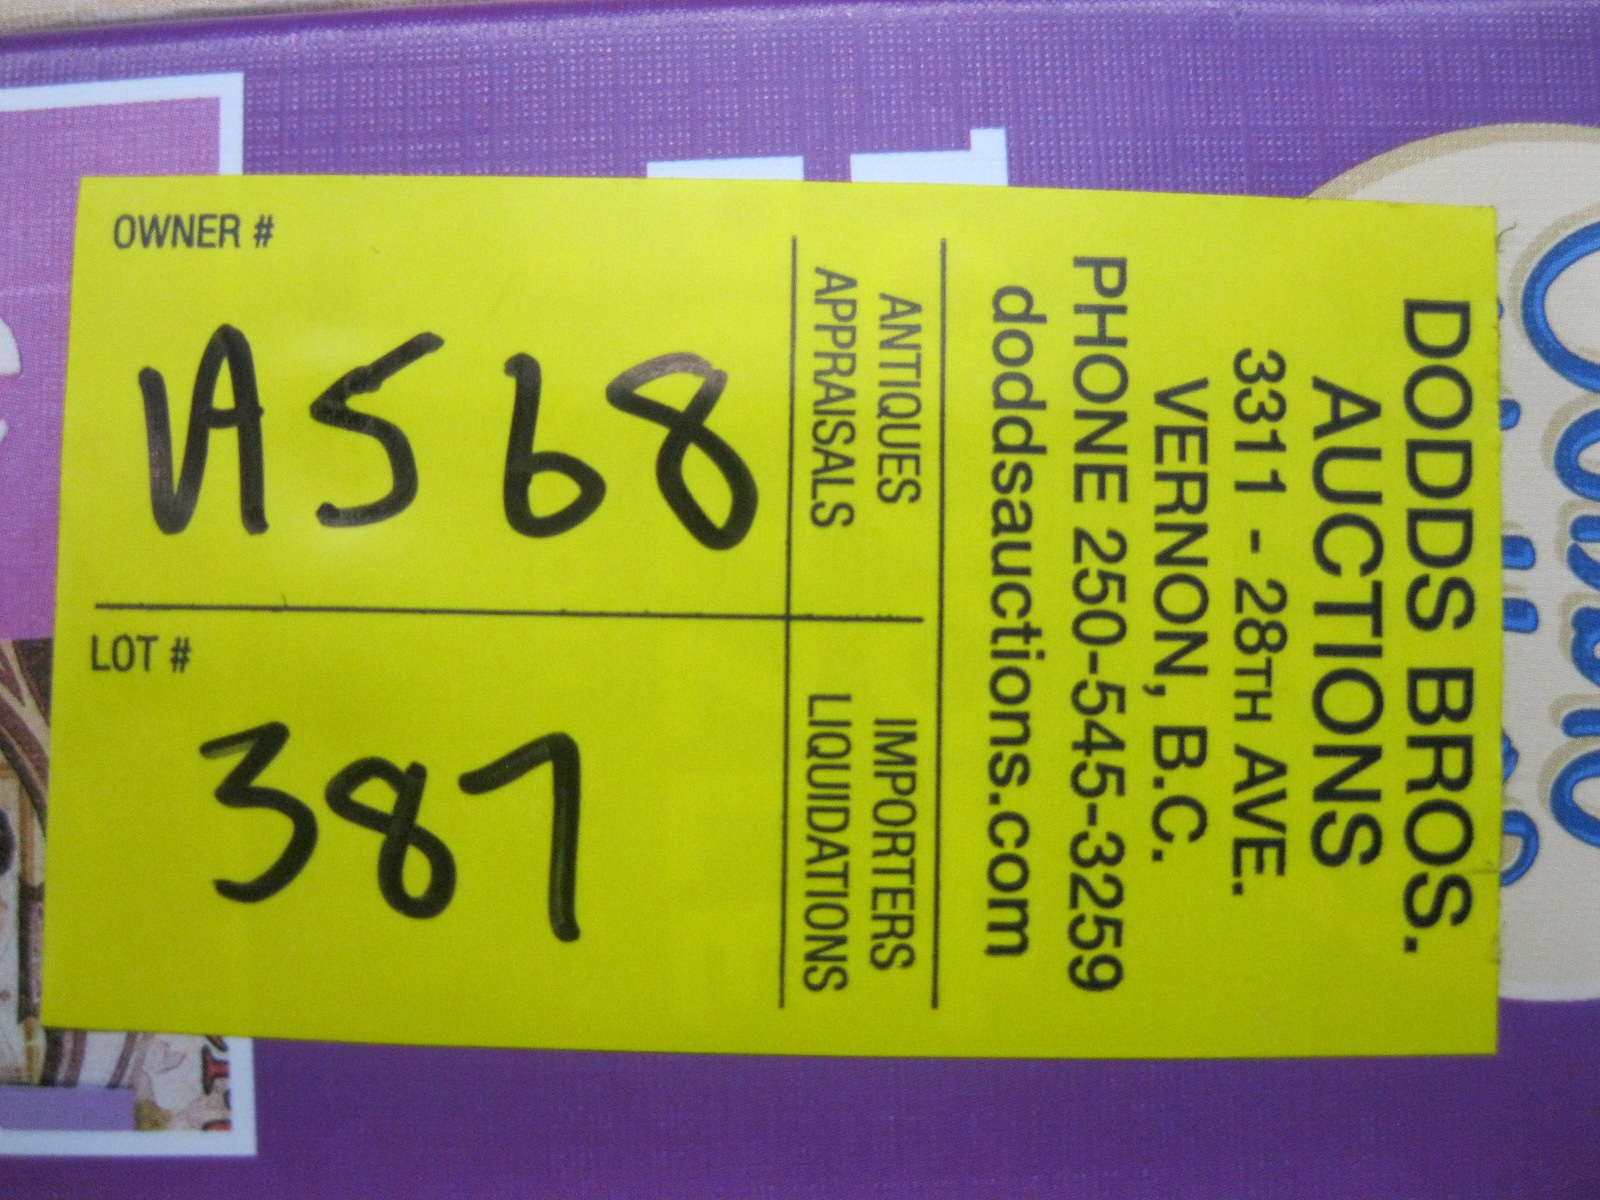 DODDS BROS.
AUCTIONS
3311 - 28TH AVE.
VERNON, B.C.
PHONE 250-545-3259
doddsauctions.com
ANTIQUES
APPRAISALS
IMPORTERS
LIQUIDATIONS
OWNER #
VA568
LOT #
387